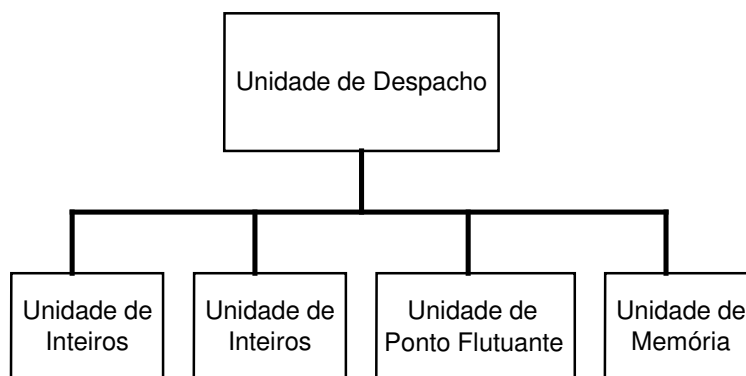 Unidade de Despacho
Unidade de
Inteiros
Unidade de
Inteiros
Unidade de
Ponto Flutuante
Unidade de
Memória